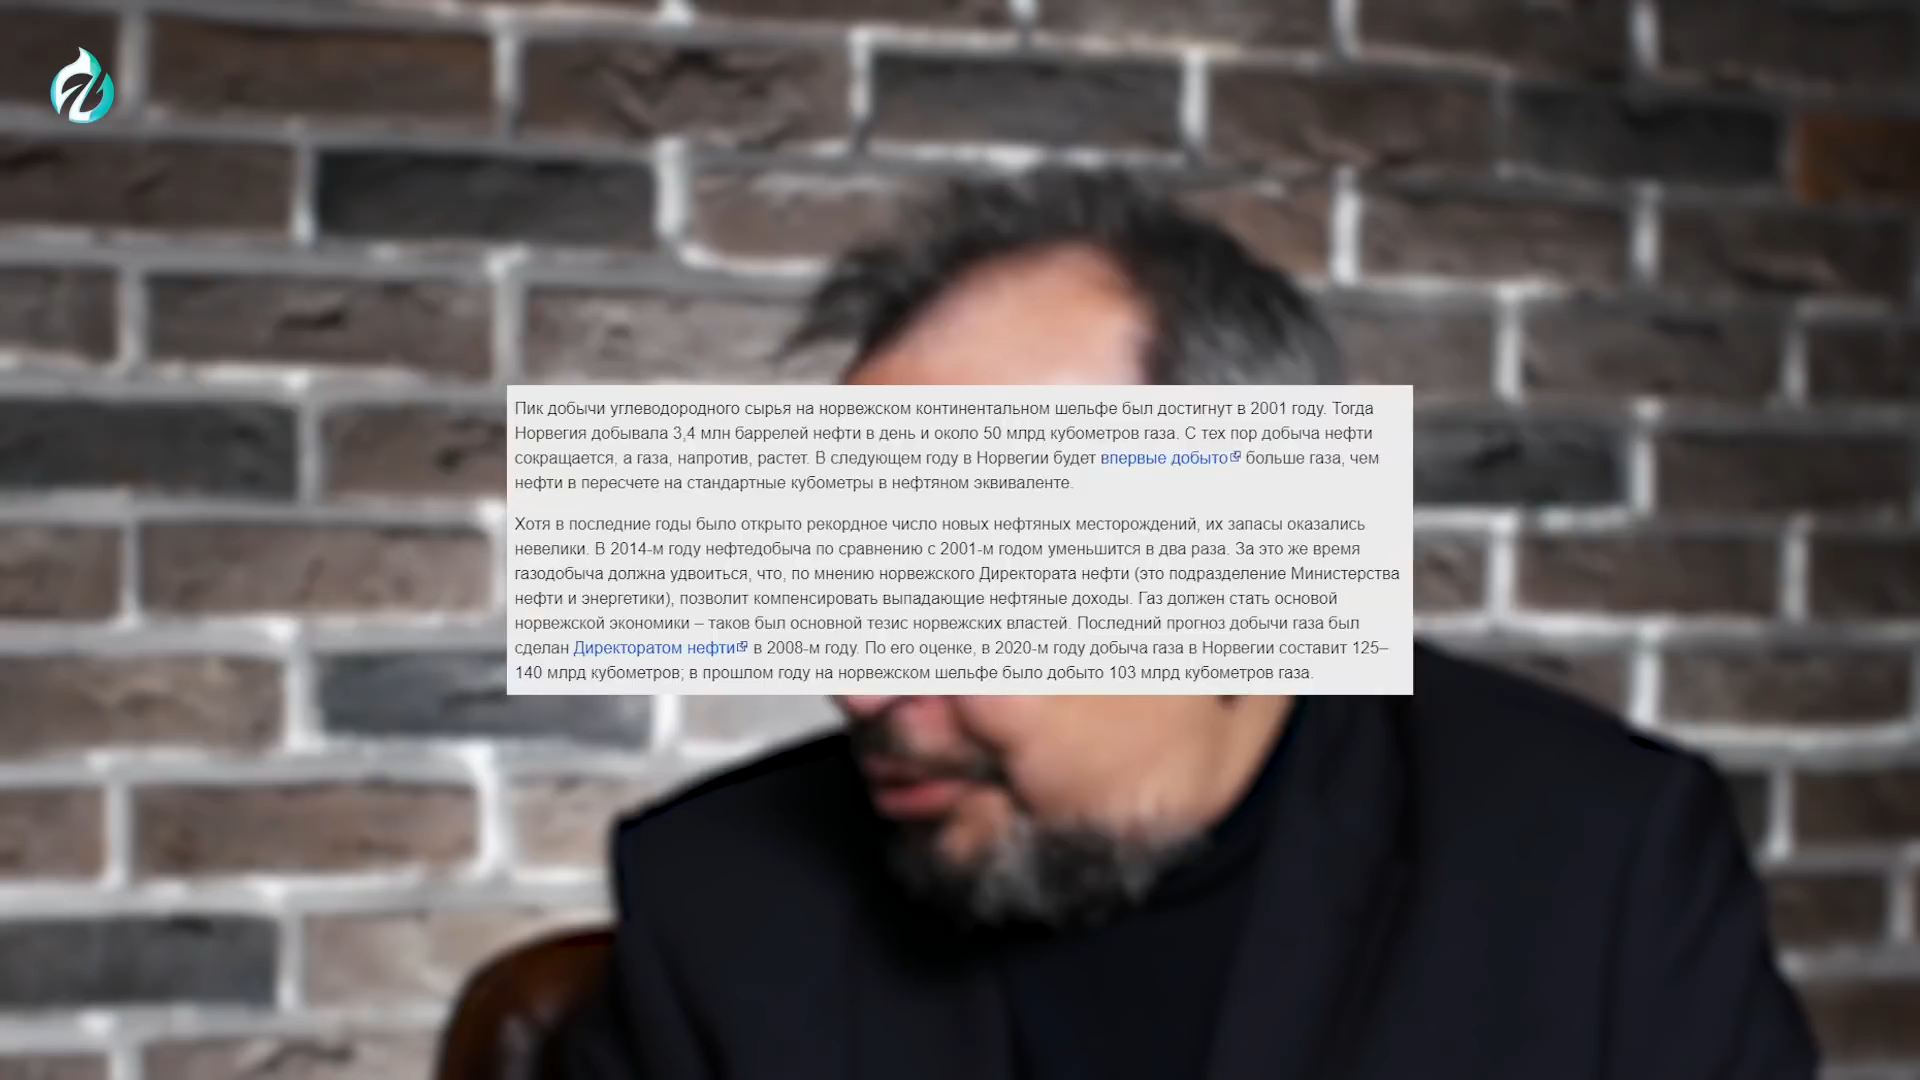 Пик добычи углеводородного сырья на норвежском континентальном шельфе был достигнут в 2001 году. Тогда
Норвегия добывала 3,4 млн баррелей нефти в день и около 50 млрд кубометров газа. С тех пор добыча нефти
сокращается, а газа, напротив, растет. В следующем году в Норвегии будет впервые добыто больше газа, чем
нефти в пересчете на стандартные кубометры в нефтяном эквиваленте.
Хотя в последние годы было открыто рекордное число новых нефтяных месторождений, их запасы оказались
невелики. В 2014-м году нефтедобыча по сравнению с 2001-м годом уменьшится в два раза. За это же время
газодобыча должна удвоиться, что, по мнению норвежского Директората нефти (это подразделение Министерства
нефти и энергетики), позволит компенсировать выпадающие нефтяные доходы. Газ должен стать основой
норвежской экономики – таков был основной тезис норвежских властей. Последний прогноз добычи газа был
сделан Директоратом нефти в 2008-м году. По его оценке, в 2020-м году добыча газа в Норвегии составит 125–
140 млрд кубометров; в прошлом году на норвежском шельфе было добыто 103 млрд кубометров газа.